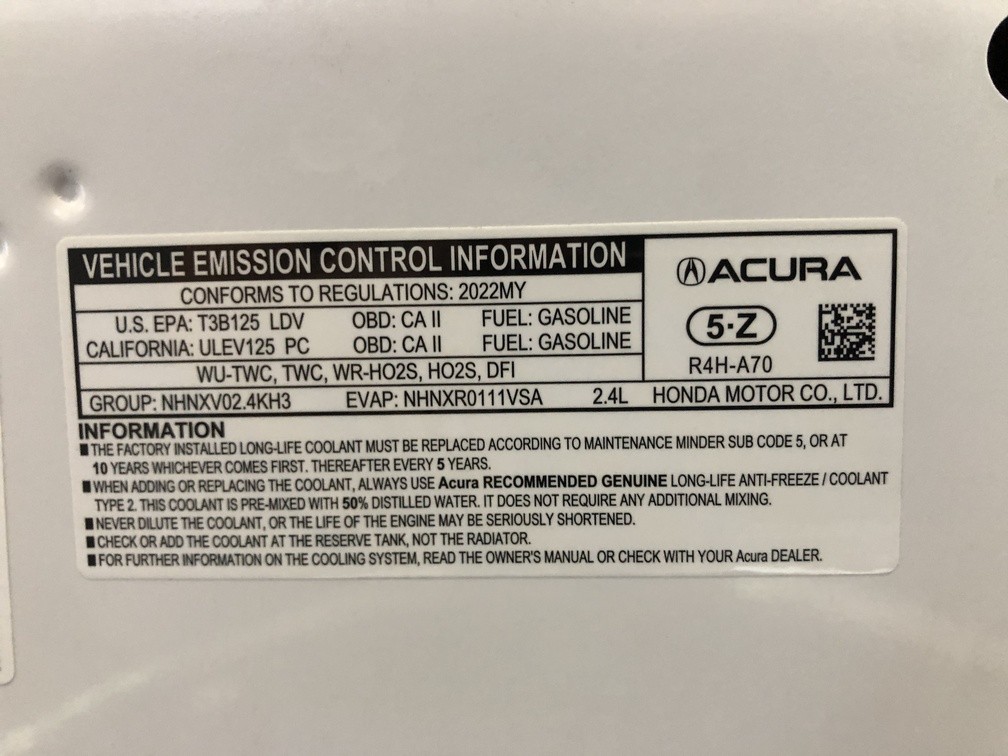 VEHICLE EMISSION CONTROL INFORMATION
CONFORMS TO REGULATIONS: 2022MY
U.S. EPA: T3B125 LDV OBD: CA II FUEL: GASOLINE
CALIFORNIA: ULEV125 PC OBD: CA II FUEL: GASOLINE
WU-TWC, TWC, WR-HO2S, HO2S, DFI
GROUP: NHNXV02.4KH3 EVAP: NHNXR0111VSA 2.4L
ACURA
5·Z
R4H-A70
HONDA MOTOR CO., LTD.
INFORMATION
■ THE FACTORY INSTALLED LONG-LIFE COOLANT MUST BE REPLACED ACCORDING TO MAINTENANCE MINDER SUB CODE 5, OR AT
10 YEARS WHICHEVER COMES FIRST. THEREAFTER EVERY 5 YEARS.
■ WHEN ADDING OR REPLACING THE COOLANT, ALWAYS USE Acura RECOMMENDED GENUINE LONG-LIFE ANTI-FREEZE / COOLANT
TYPE 2. THIS COOLANT IS PRE-MIXED WITH 50% DISTILLED WATER. IT DOES NOT REQUIRE ANY ADDITIONAL MIXING.
■ NEVER DILUTE THE COOLANT, OR THE LIFE OF THE ENGINE MAY BE SERIOUSLY SHORTENED.
■ CHECK OR ADD THE COOLANT AT THE RESERVE TANK, NOT THE RADIATOR.
■ FOR FURTHER INFORMATION ON THE COOLING SYSTEM, READ THE OWNER'S MANUAL OR CHECK WITH YOUR Acura DEALER.